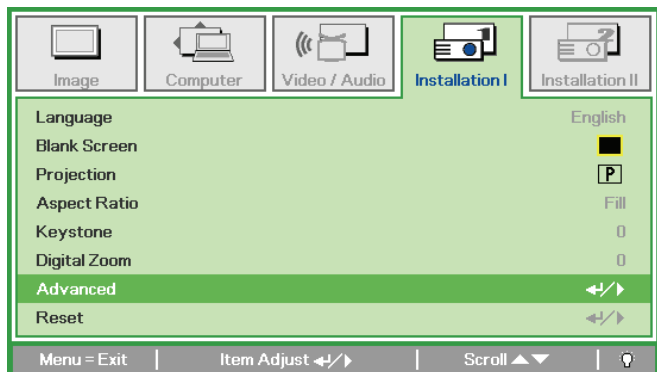 Image Computer Video / Audio Installation I Installation II
Language English
Blank Screen
Projection P
Aspect Ratio Fill
Keystone 0
Digital Zoom 0
Advanced ↵/▶
Reset ↵/▶
Menu = Exit | Item Adjust ↵/▶ | Scroll ▲▼ |